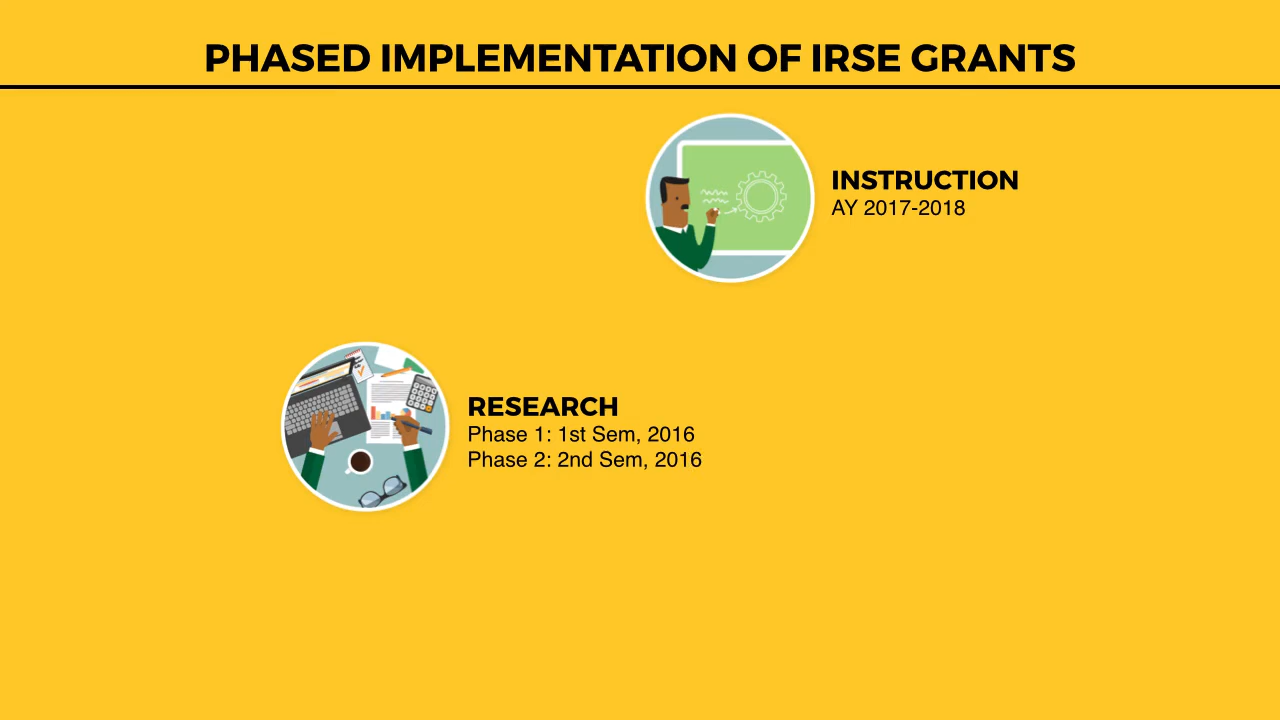 PHASED IMPLEMENTATION OF IRSE GRANTS
INSTRUCTION
AY 2017-2018
RESEARCH
Phase 1: 1st Sem, 2016
Phase 2: 2nd Sem, 2016